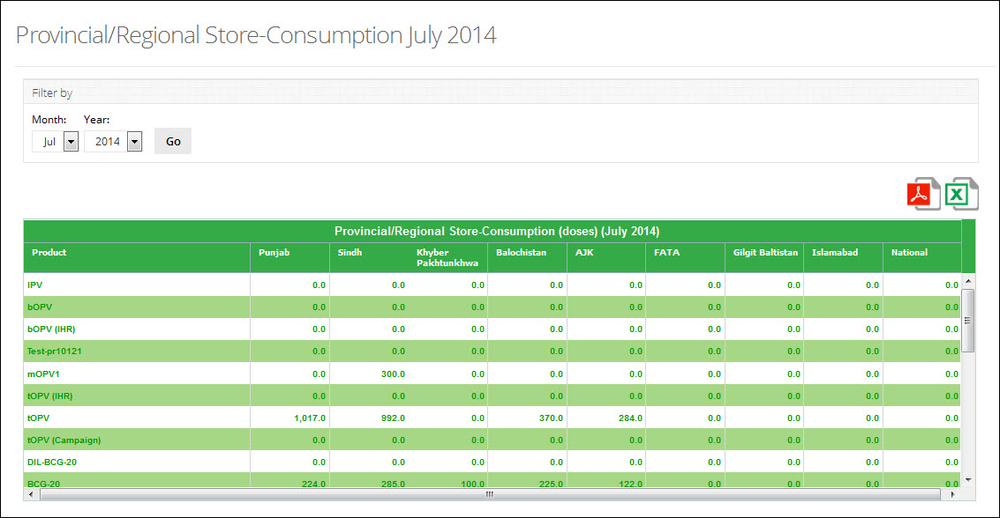 Provincial/Regional Store-Consumption July 2014
Filter by
Month: Year:
Jul 2014 Go
Provincial/Regional Store-Consumption (doses) (July 2014)
Product Punjab Sindh Khyber Pakhtunkhwa Balochistan AJK FATA Gilgit Baltistan Islamabad National
IPV 0.0 0.0 0.0 0.0 0.0 0.0 0.0 0.0 0.0
bOPV 0.0 0.0 0.0 0.0 0.0 0.0 0.0 0.0 0.0
bOPV (IHR) 0.0 0.0 0.0 0.0 0.0 0.0 0.0 0.0 0.0
Test-pr10121 0.0 0.0 0.0 0.0 0.0 0.0 0.0 0.0 0.0
mOPV1 0.0 300.0 0.0 0.0 0.0 0.0 0.0 0.0 0.0
tOPV (IHR) 0.0 0.0 0.0 0.0 0.0 0.0 0.0 0.0 0.0
tOPV 1,017.0 992.0 0.0 370.0 284.0 0.0 0.0 0.0 0.0
tOPV (Campaign) 0.0 0.0 0.0 0.0 0.0 0.0 0.0 0.0 0.0
DIL-BCG-20 0.0 0.0 0.0 0.0 0.0 0.0 0.0 0.0 0.0
BCG-20 224.0 285.0 100.0 225.0 122.0 0.0 0.0 0.0 0.0